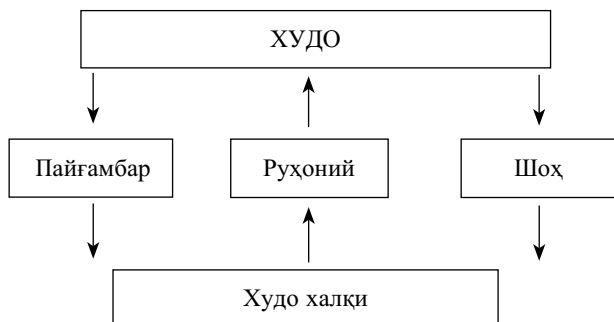 ХУДО
Пайғамбар
Руҳоний
Шоҳ
Худо халқи